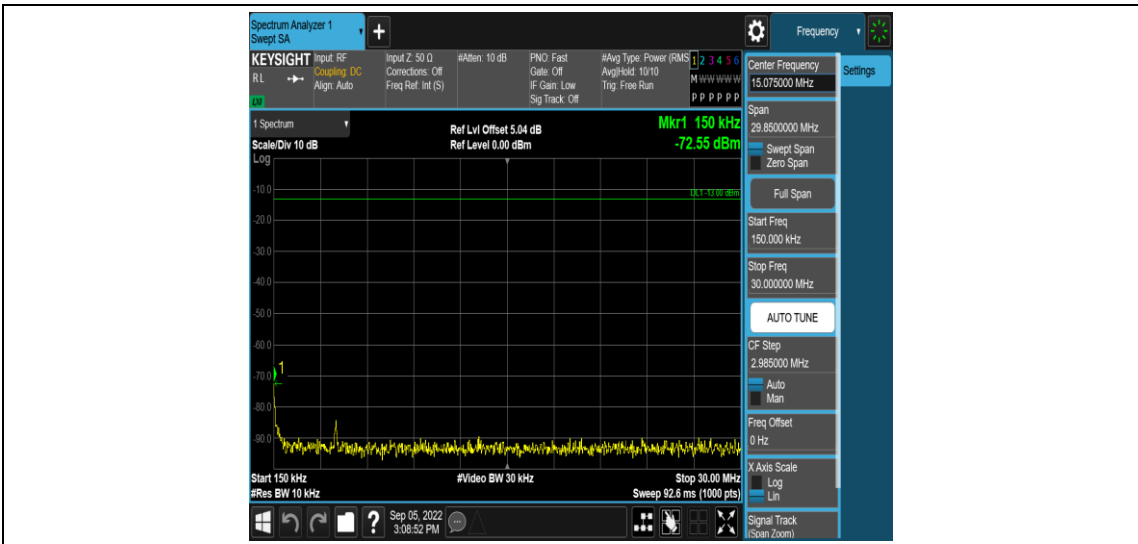 Spectrum Analyzer 1
Swept SA
+
Frequency
KEYSIGHT
RL
LXI
Input: RF
Coupling: DC
Align: Auto
Input Z: 50 Ω
Corrections: Off
Freq Ref: Int (S)
#Atten: 10 dB
PNO: Fast
Gate: Off
IF Gain: Low
Sig Track: Off
#Avg Type: Power (RMS
Avg|Hold: 10/10
Trig: Free Run
1 2 3 4 5 6
M W W W W W
P P P P P P
Center Frequency
15.075000 MHz
Settings
Span
29.8500000 MHz
Swept Span
Zero Span
Full Span
Start Freq
150.000 kHz
Stop Freq
30.000000 MHz
AUTO TUNE
CF Step
2.985000 MHz
Auto
Man
Freq Offset
0 Hz
X Axis Scale
Log
Lin
Signal Track
(Span Zoom)
1 Spectrum
Scale/Div 10 dB
Log
Ref Lvl Offset 5.04 dB
Ref Level 0.00 dBm
Mkr1 150 kHz
-72.55 dBm
DL1 -13.00 dBm
-10.0
-20.0
-30.0
-40.0
-50.0
-60.0
-70.0
-80.0
-90.0
1
Start 150 kHz
#Res BW 10 kHz
#Video BW 30 kHz
Stop 30.00 MHz
Sweep 92.6 ms (1000 pts)
?
Sep 05, 2022
3:08:52 PM